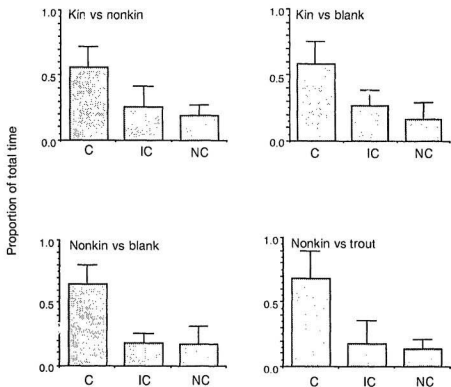 Kin vs nonkin
1.0
0.5
0.0
C IC NC
Kin vs blank
1.0
0.5
0.0
C IC NC
Proportion of total time
Nonkin vs blank
1.0
0.5
0.0
C IC NC
Nonkin vs trout
1.0
0.5
0.0
C IC NC